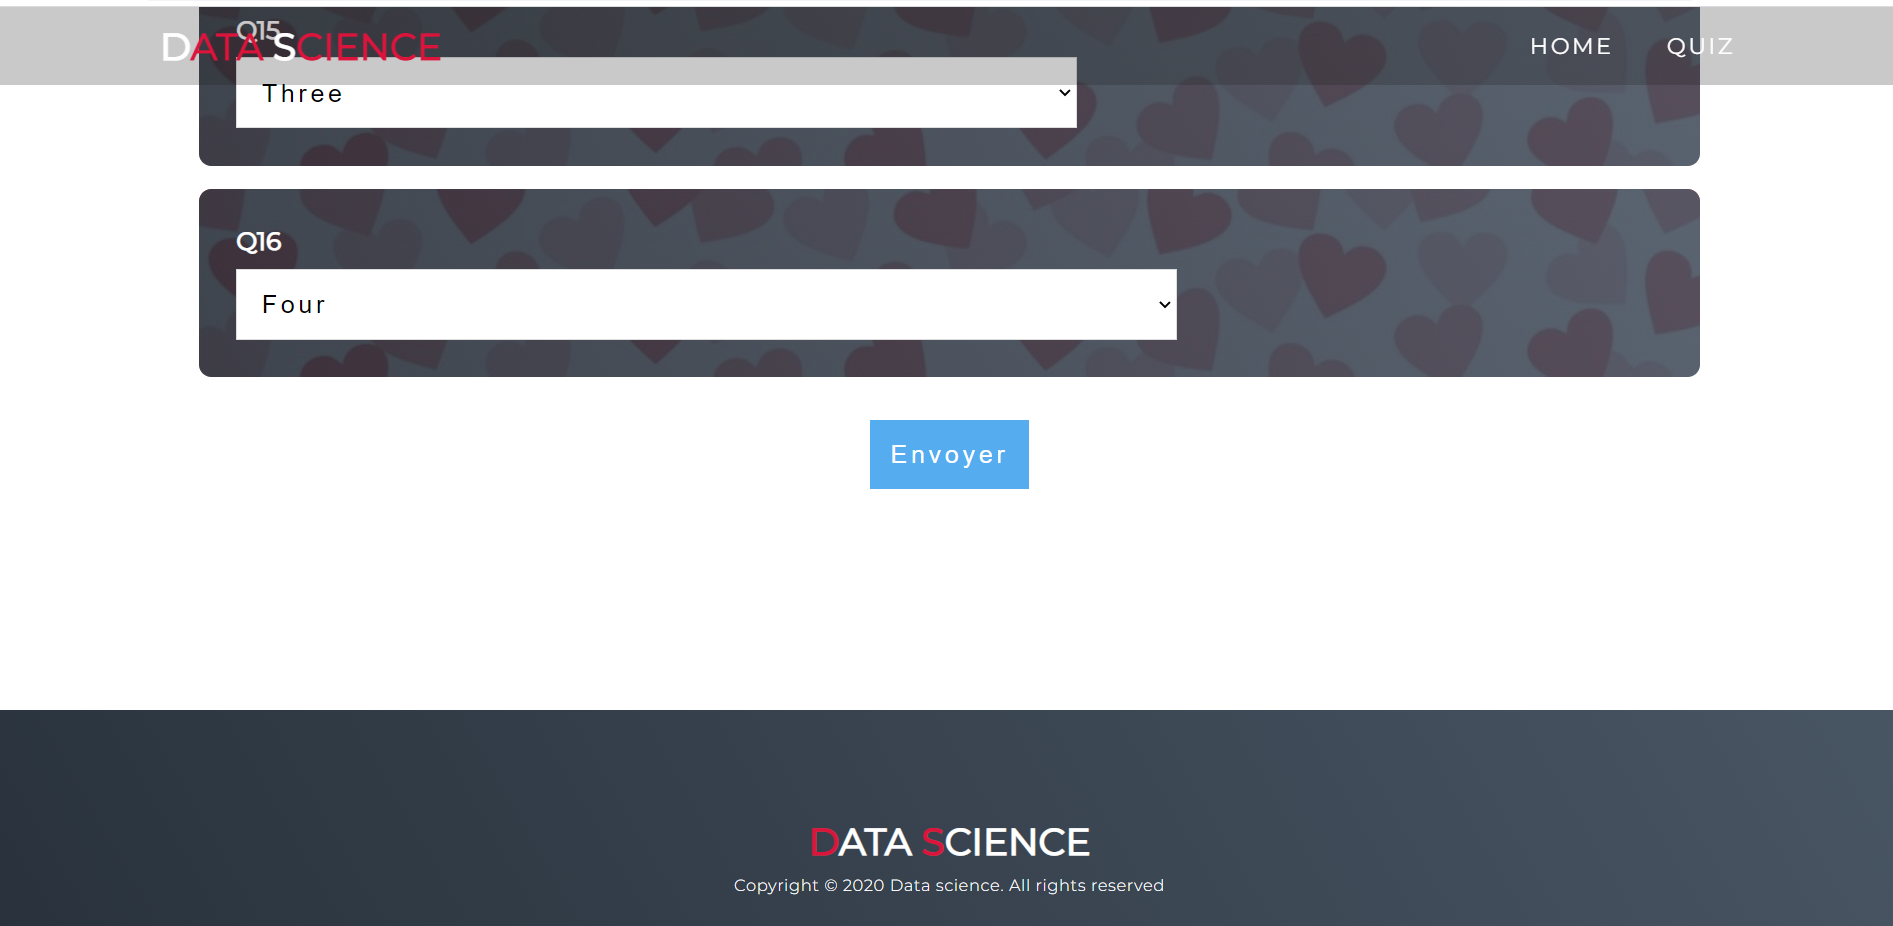 Q15
DATA SCIENCE
HOME
QUIZ
Three
Q16
Four
Envoyer
DATA SCIENCE
Copyright © 2020 Data science. All rights reserved